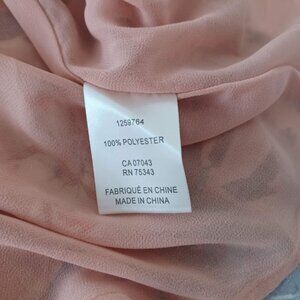 1259764
100% POLYESTER
CA 07043
RN 75343
FABRIQUÉ EN CHINE
MADE IN CHINA